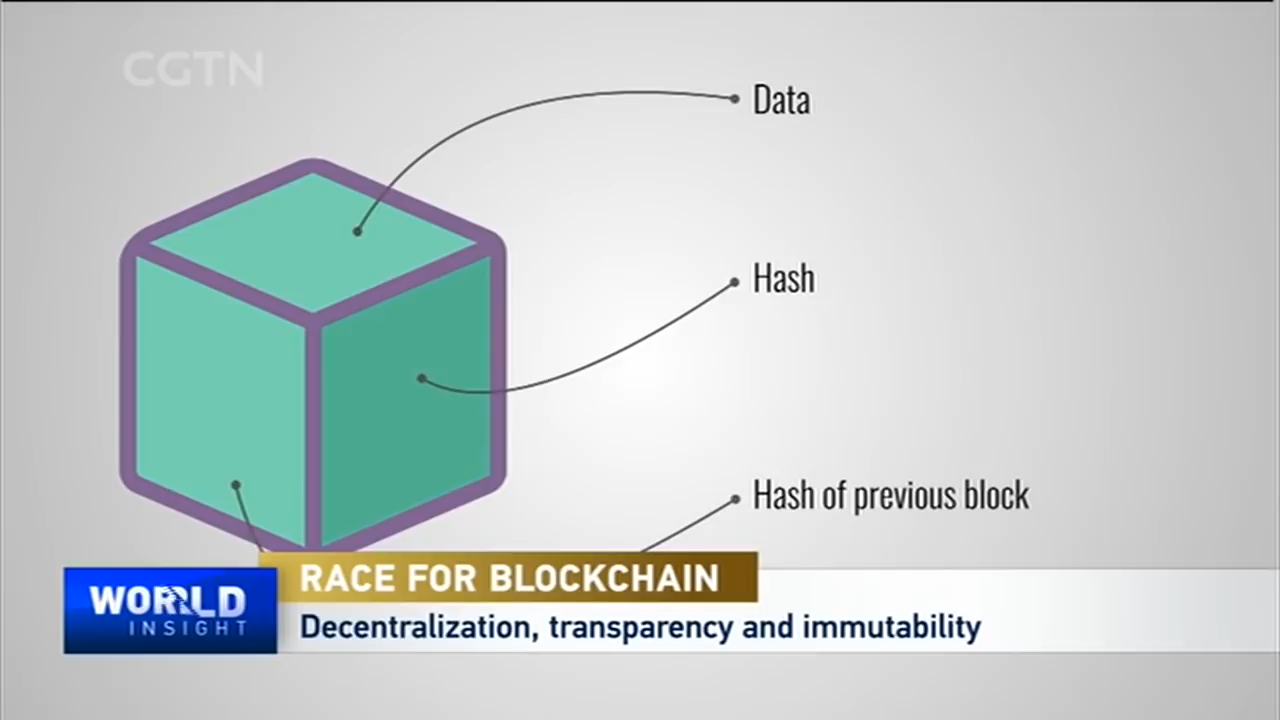 CGTN
Data
Hash
Hash of previous block
RACE FOR BLOCKCHAIN
WORLD
INSIGHT
Decentralization, transparency and immutability